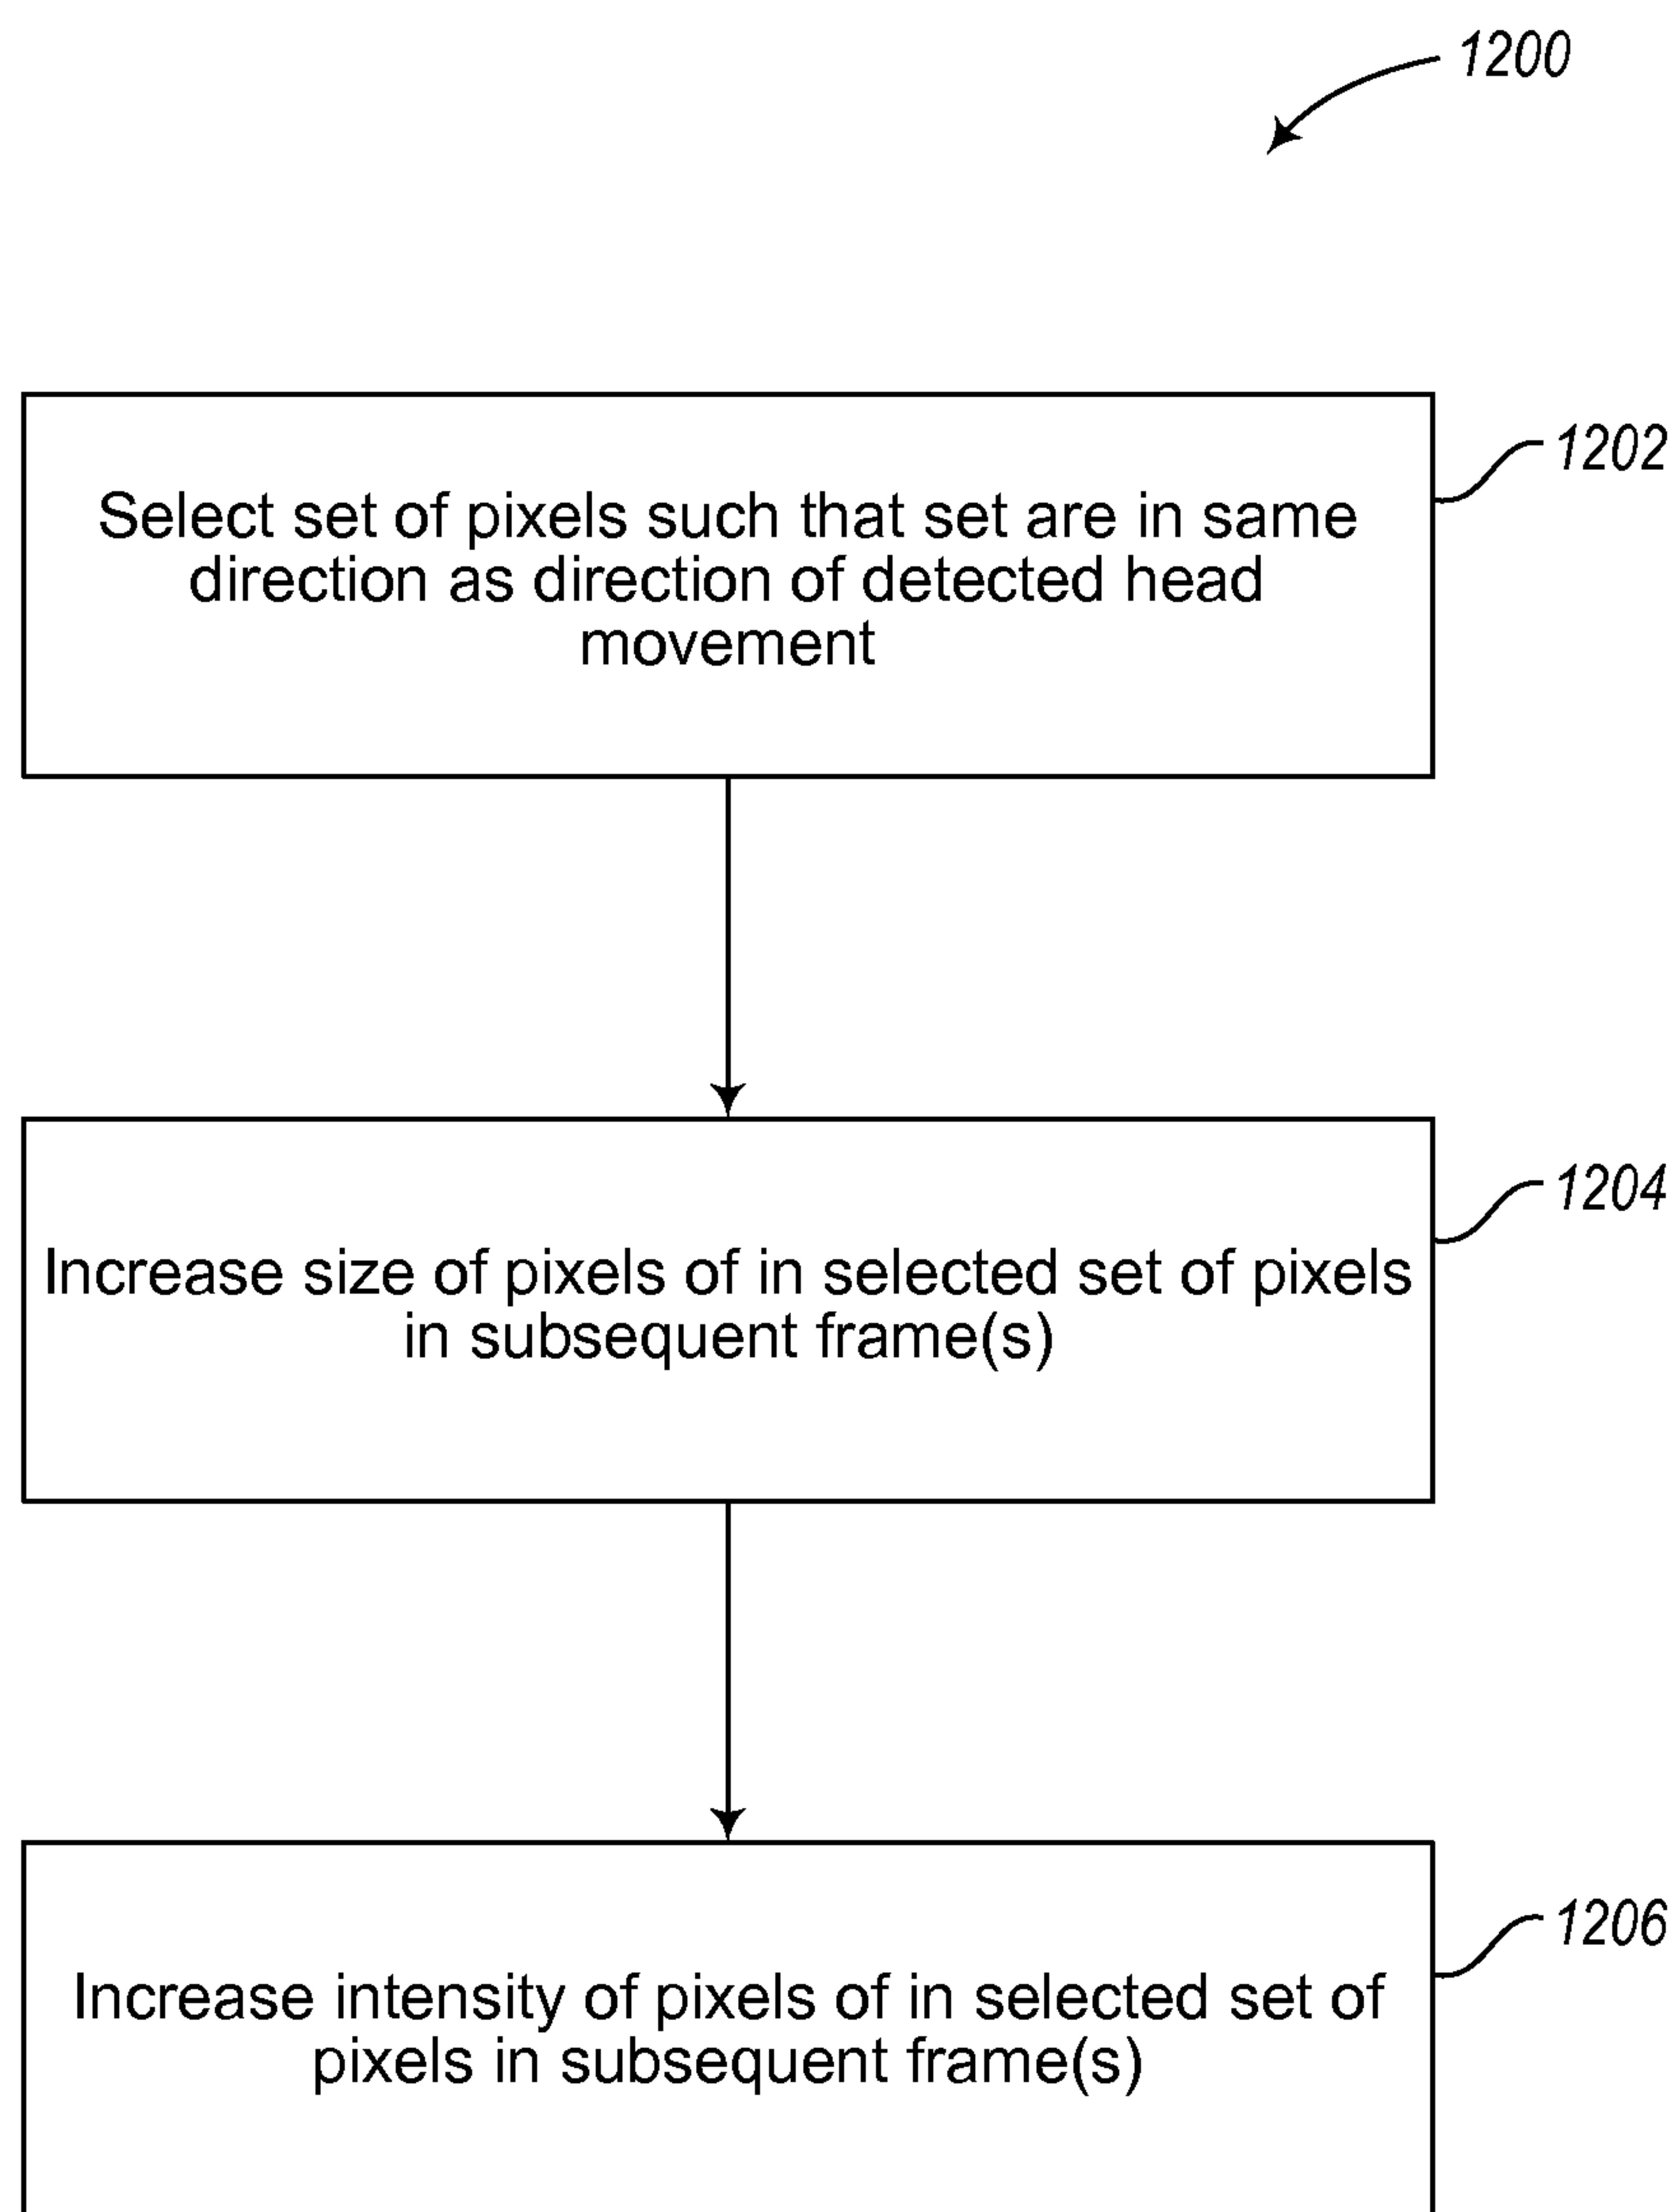 1200
1202
Select set of pixels such that set are in same
direction as direction of detected head
movement
1204
Increase size of pixels of in selected set of pixels
in subsequent frame(s)
1206
Increase intensity of pixels of in selected set of
pixels in subsequent frame(s)